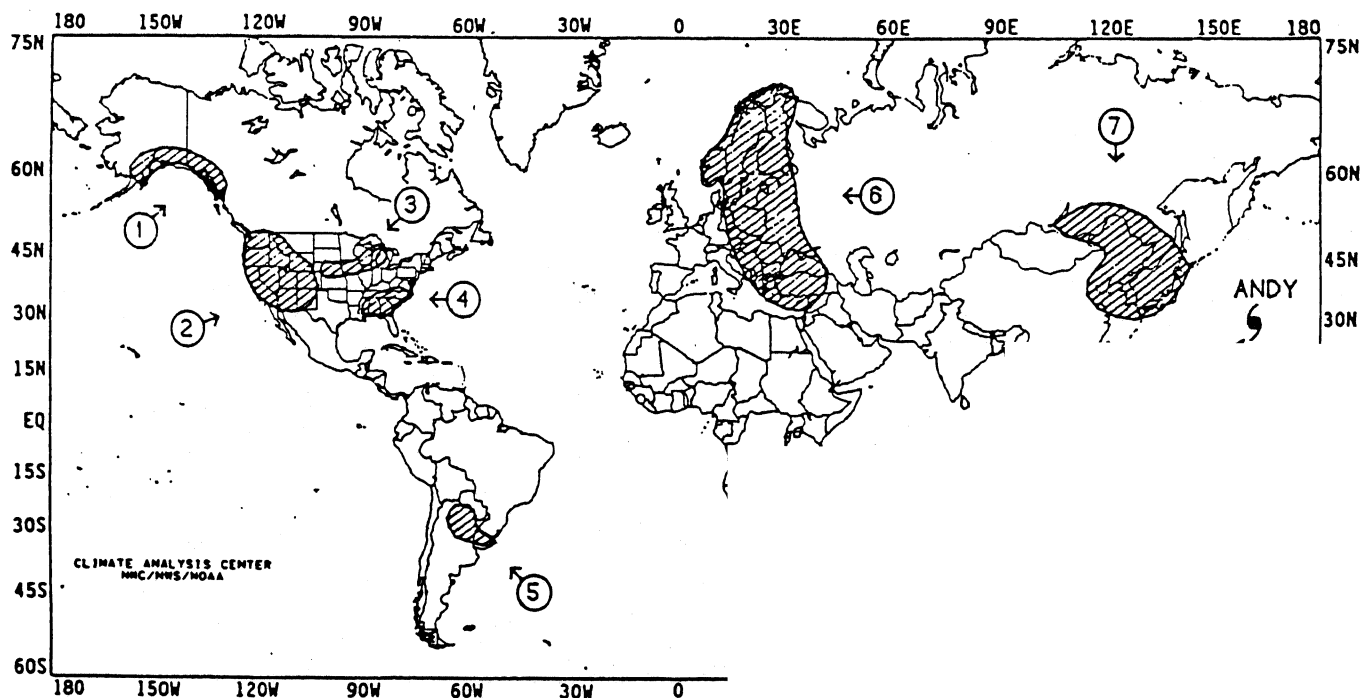 180 150W 120W 90W 60W 30W 0 30E 60E 90E 120E 150E 180
75N 75N
7
60N 60N
3
6
1
45N 45N
4 ANDY
2
30N 30N
15N
EQ
15S
30S
CLIMATE ANALYSIS CENTER
NMC/NWS/NOAA
5
45S
60S
180 150W 120W 90W 60W 30W 0